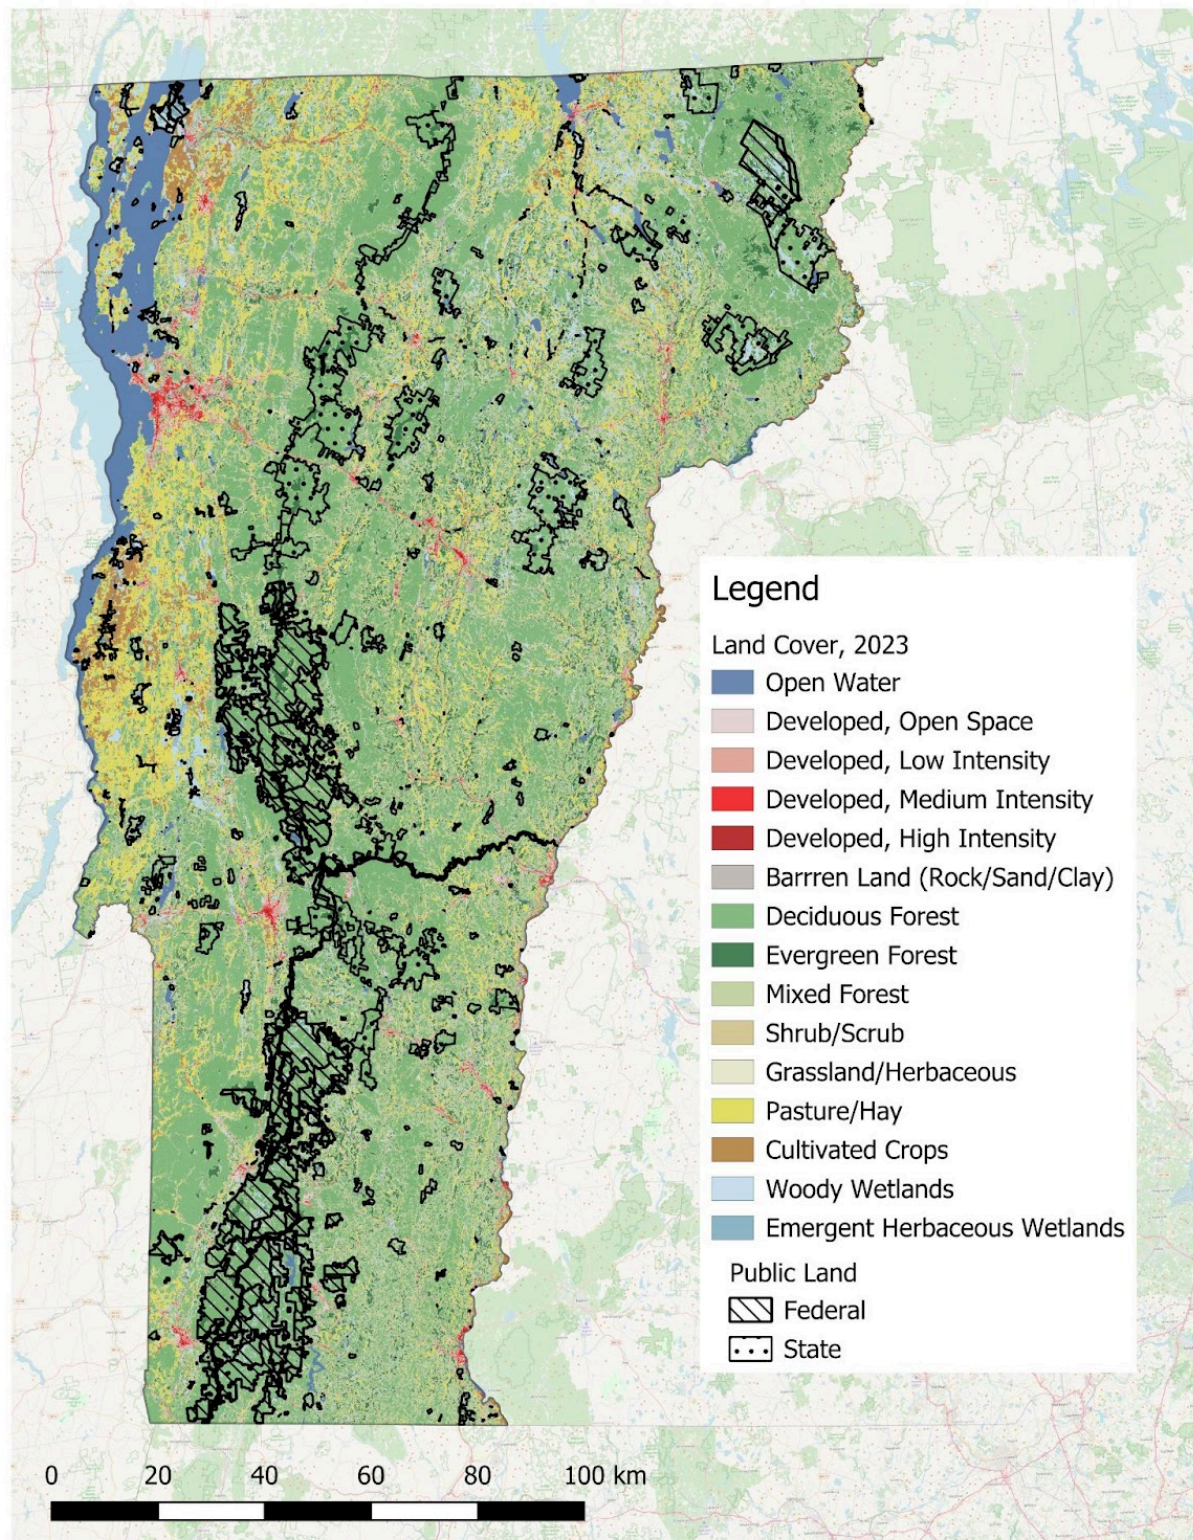 Legend
Land Cover, 2023
Open Water
Developed, Open Space
Developed, Low Intensity
Developed, Medium Intensity
Developed, High Intensity
Barrren Land (Rock/Sand/Clay)
Deciduous Forest
Evergreen Forest
Mixed Forest
Shrub/Scrub
Grassland/Herbaceous
Pasture/Hay
Cultivated Crops
Woody Wetlands
Emergent Herbaceous Wetlands
Public Land
Federal
State
0 20 40 60 80 100 km